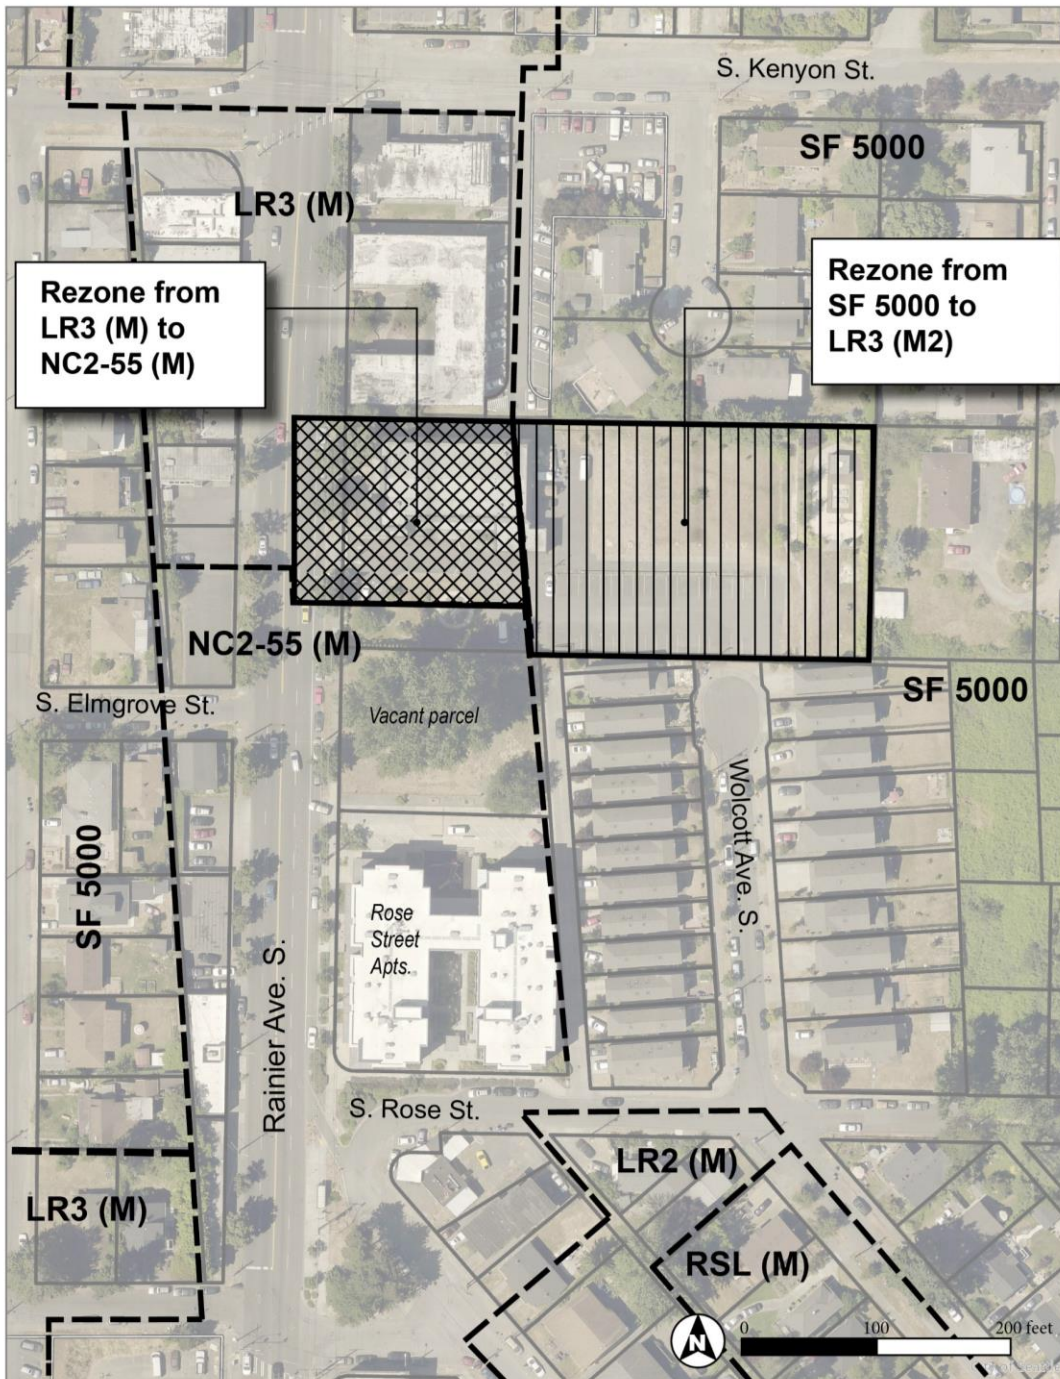 S. Kenyon St.
SF 5000
LR3 (M)
Rezone from
LR3 (M) to
NC2-55 (M)
Rezone from
SF 5000 to
LR3 (M2)
NC2-55 (M)
S. Elmgrove St.
Vacant parcel
SF 5000
Wolcott Ave. S.
SF 5000
Rose
Street
Apts.
Rainier Ave. S.
S. Rose St.
LR2 (M)
LR3 (M)
RSL (M)
N
0 100 200 feet